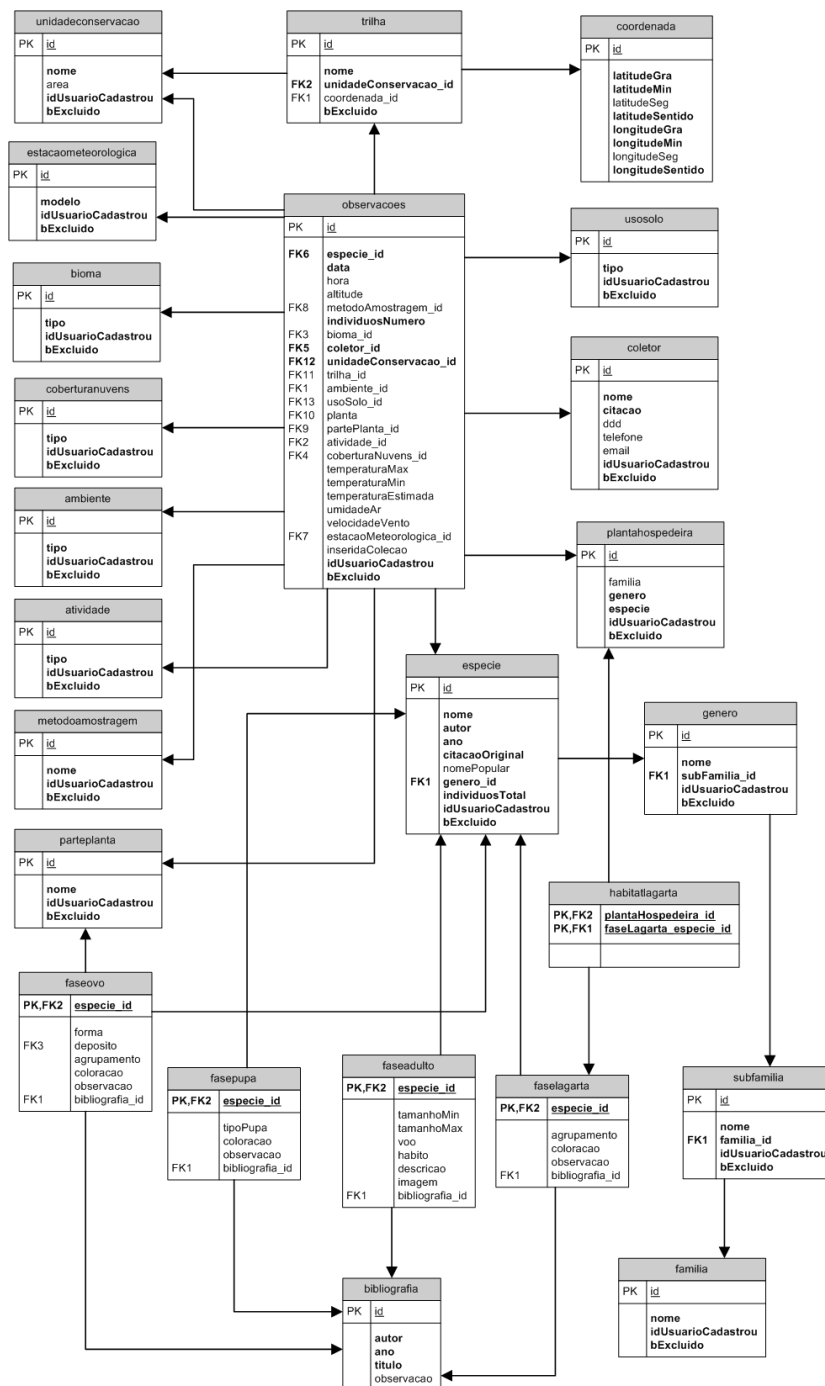 unidadeconservacao
PK id
nome
area
idUsuarioCadastrou
bExcluido
trilha
PK id
nome
FK2 unidadeConservacao_id
FK1 coordenada_id
bExcluido
coordenada
PK id
latitudeGra
latitudeMin
latitudeSeg
latitudeSentido
longitudeGra
longitudeMin
longitudeSeg
longitudeSentido
estacaometeorologica
PK id
modelo
idUsuarioCadastrou
bExcluido
observacoes
PK id
FK6 especie_id
data
hora
altitude
FK8 metodoAmostragem_id
individuosNumero
FK3 bioma_id
FK5 coletor_id
FK12 unidadeConservacao_id
FK11 trilha_id
FK1 ambiente_id
FK13 usoSolo_id
FK10 planta
FK9 partePlanta_id
FK2 atividade_id
FK4 coberturaNuvens_id
temperaturaMax
temperaturaMin
temperaturaEstimada
umidadeAr
velocidadeVento
FK7 estacaoMeteorologica_id
inseridaColecao
idUsuarioCadastrou
bExcluido
usosolo
PK id
tipo
idUsuarioCadastrou
bExcluido
bioma
PK id
tipo
idUsuarioCadastrou
bExcluido
coletor
PK id
nome
citacao
ddd
telefone
email
idUsuarioCadastrou
bExcluido
coberturanuvens
PK id
tipo
idUsuarioCadastrou
bExcluido
ambiente
PK id
tipo
idUsuarioCadastrou
bExcluido
plantahospedeira
PK id
familia
genero
especie
idUsuarioCadastrou
bExcluido
atividade
PK id
tipo
idUsuarioCadastrou
bExcluido
especie
PK id
nome
autor
ano
citacaoOriginal
nomePopular
FK1 genero_id
individuosTotal
idUsuarioCadastrou
bExcluido
genero
PK id
nome
FK1 subFamilia_id
idUsuarioCadastrou
bExcluido
metodoamostragem
PK id
nome
idUsuarioCadastrou
bExcluido
parteplanta
PK id
nome
idUsuarioCadastrou
bExcluido
habitatlagarta
PK,FK2 plantaHospedeira_id
PK,FK1 faseLagarta_especie_id
faseovo
PK,FK2 especie_id
forma
FK3 deposito
agrupamento
coloracao
observacao
FK1 bibliografia_id
fasepupa
PK,FK2 especie_id
tipoPupa
coloracao
observacao
FK1 bibliografia_id
faseadulto
PK,FK2 especie_id
tamanhoMin
tamanhoMax
voo
habito
descricao
imagem
FK1 bibliografia_id
faselagarta
PK,FK2 especie_id
agrupamento
coloracao
observacao
FK1 bibliografia_id
subfamilia
PK id
nome
FK1 familia_id
idUsuarioCadastrou
bExcluido
bibliografia
PK id
autor
ano
titulo
observacao
familia
PK id
nome
idUsuarioCadastrou
bExcluido